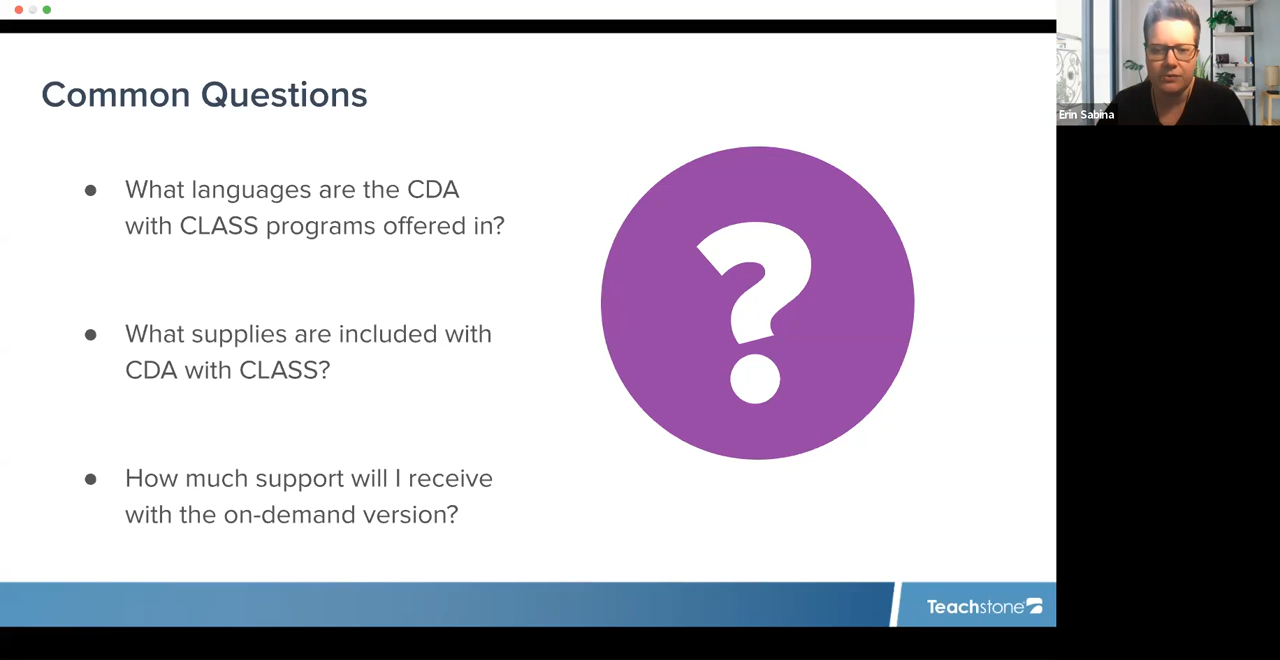 Common Questions
● What languages are the CDA
with CLASS programs offered in?
● What supplies are included with
CDA with CLASS?
● How much support will I receive
with the on-demand version?
Teachstone
Erin Sabina